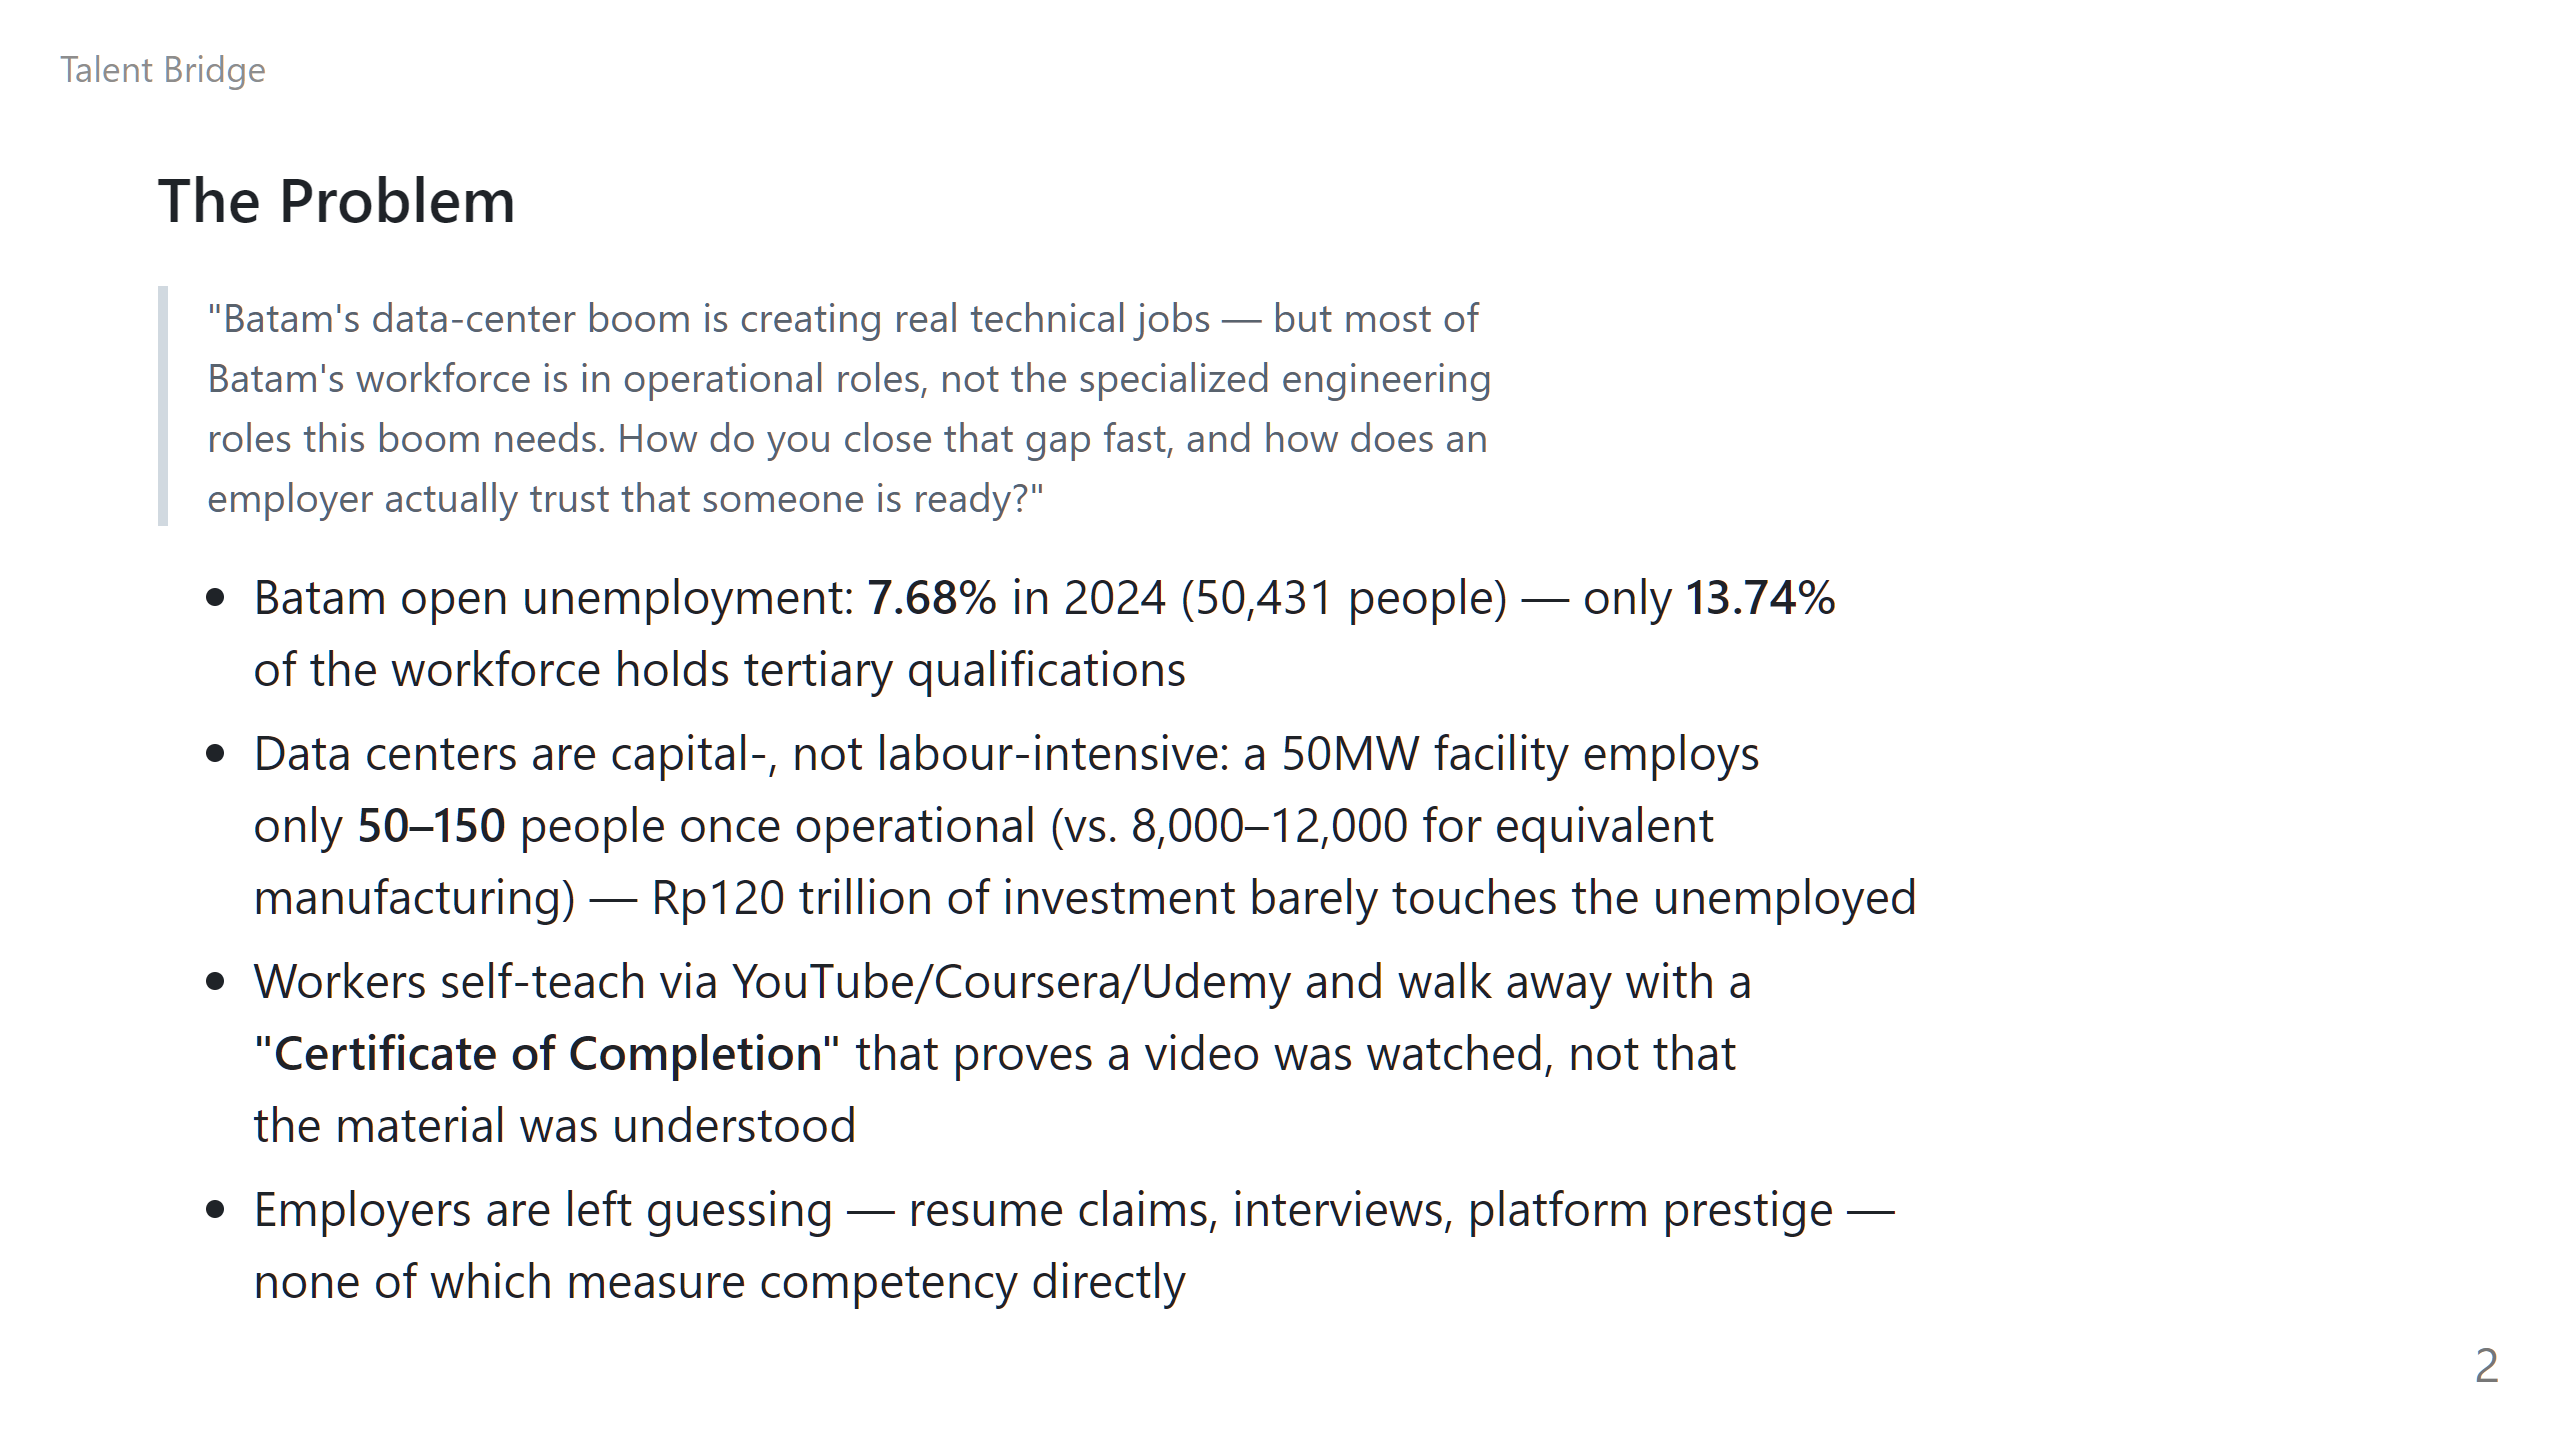 Talent Bridge
The Problem
"Batam's data-center boom is creating real technical jobs — but most of
Batam's workforce is in operational roles, not the specialized engineering
roles this boom needs. How do you close that gap fast, and how does an
employer actually trust that someone is ready?"
• Batam open unemployment: 7.68% in 2024 (50,431 people) — only 13.74%
of the workforce holds tertiary qualifications
• Data centers are capital-, not labour-intensive: a 50MW facility employs
only 50–150 people once operational (vs. 8,000–12,000 for equivalent
manufacturing) — Rp120 trillion of investment barely touches the unemployed
• Workers self-teach via YouTube/Coursera/Udemy and walk away with a
"Certificate of Completion" that proves a video was watched, not that
the material was understood
• Employers are left guessing — resume claims, interviews, platform prestige —
none of which measure competency directly
2